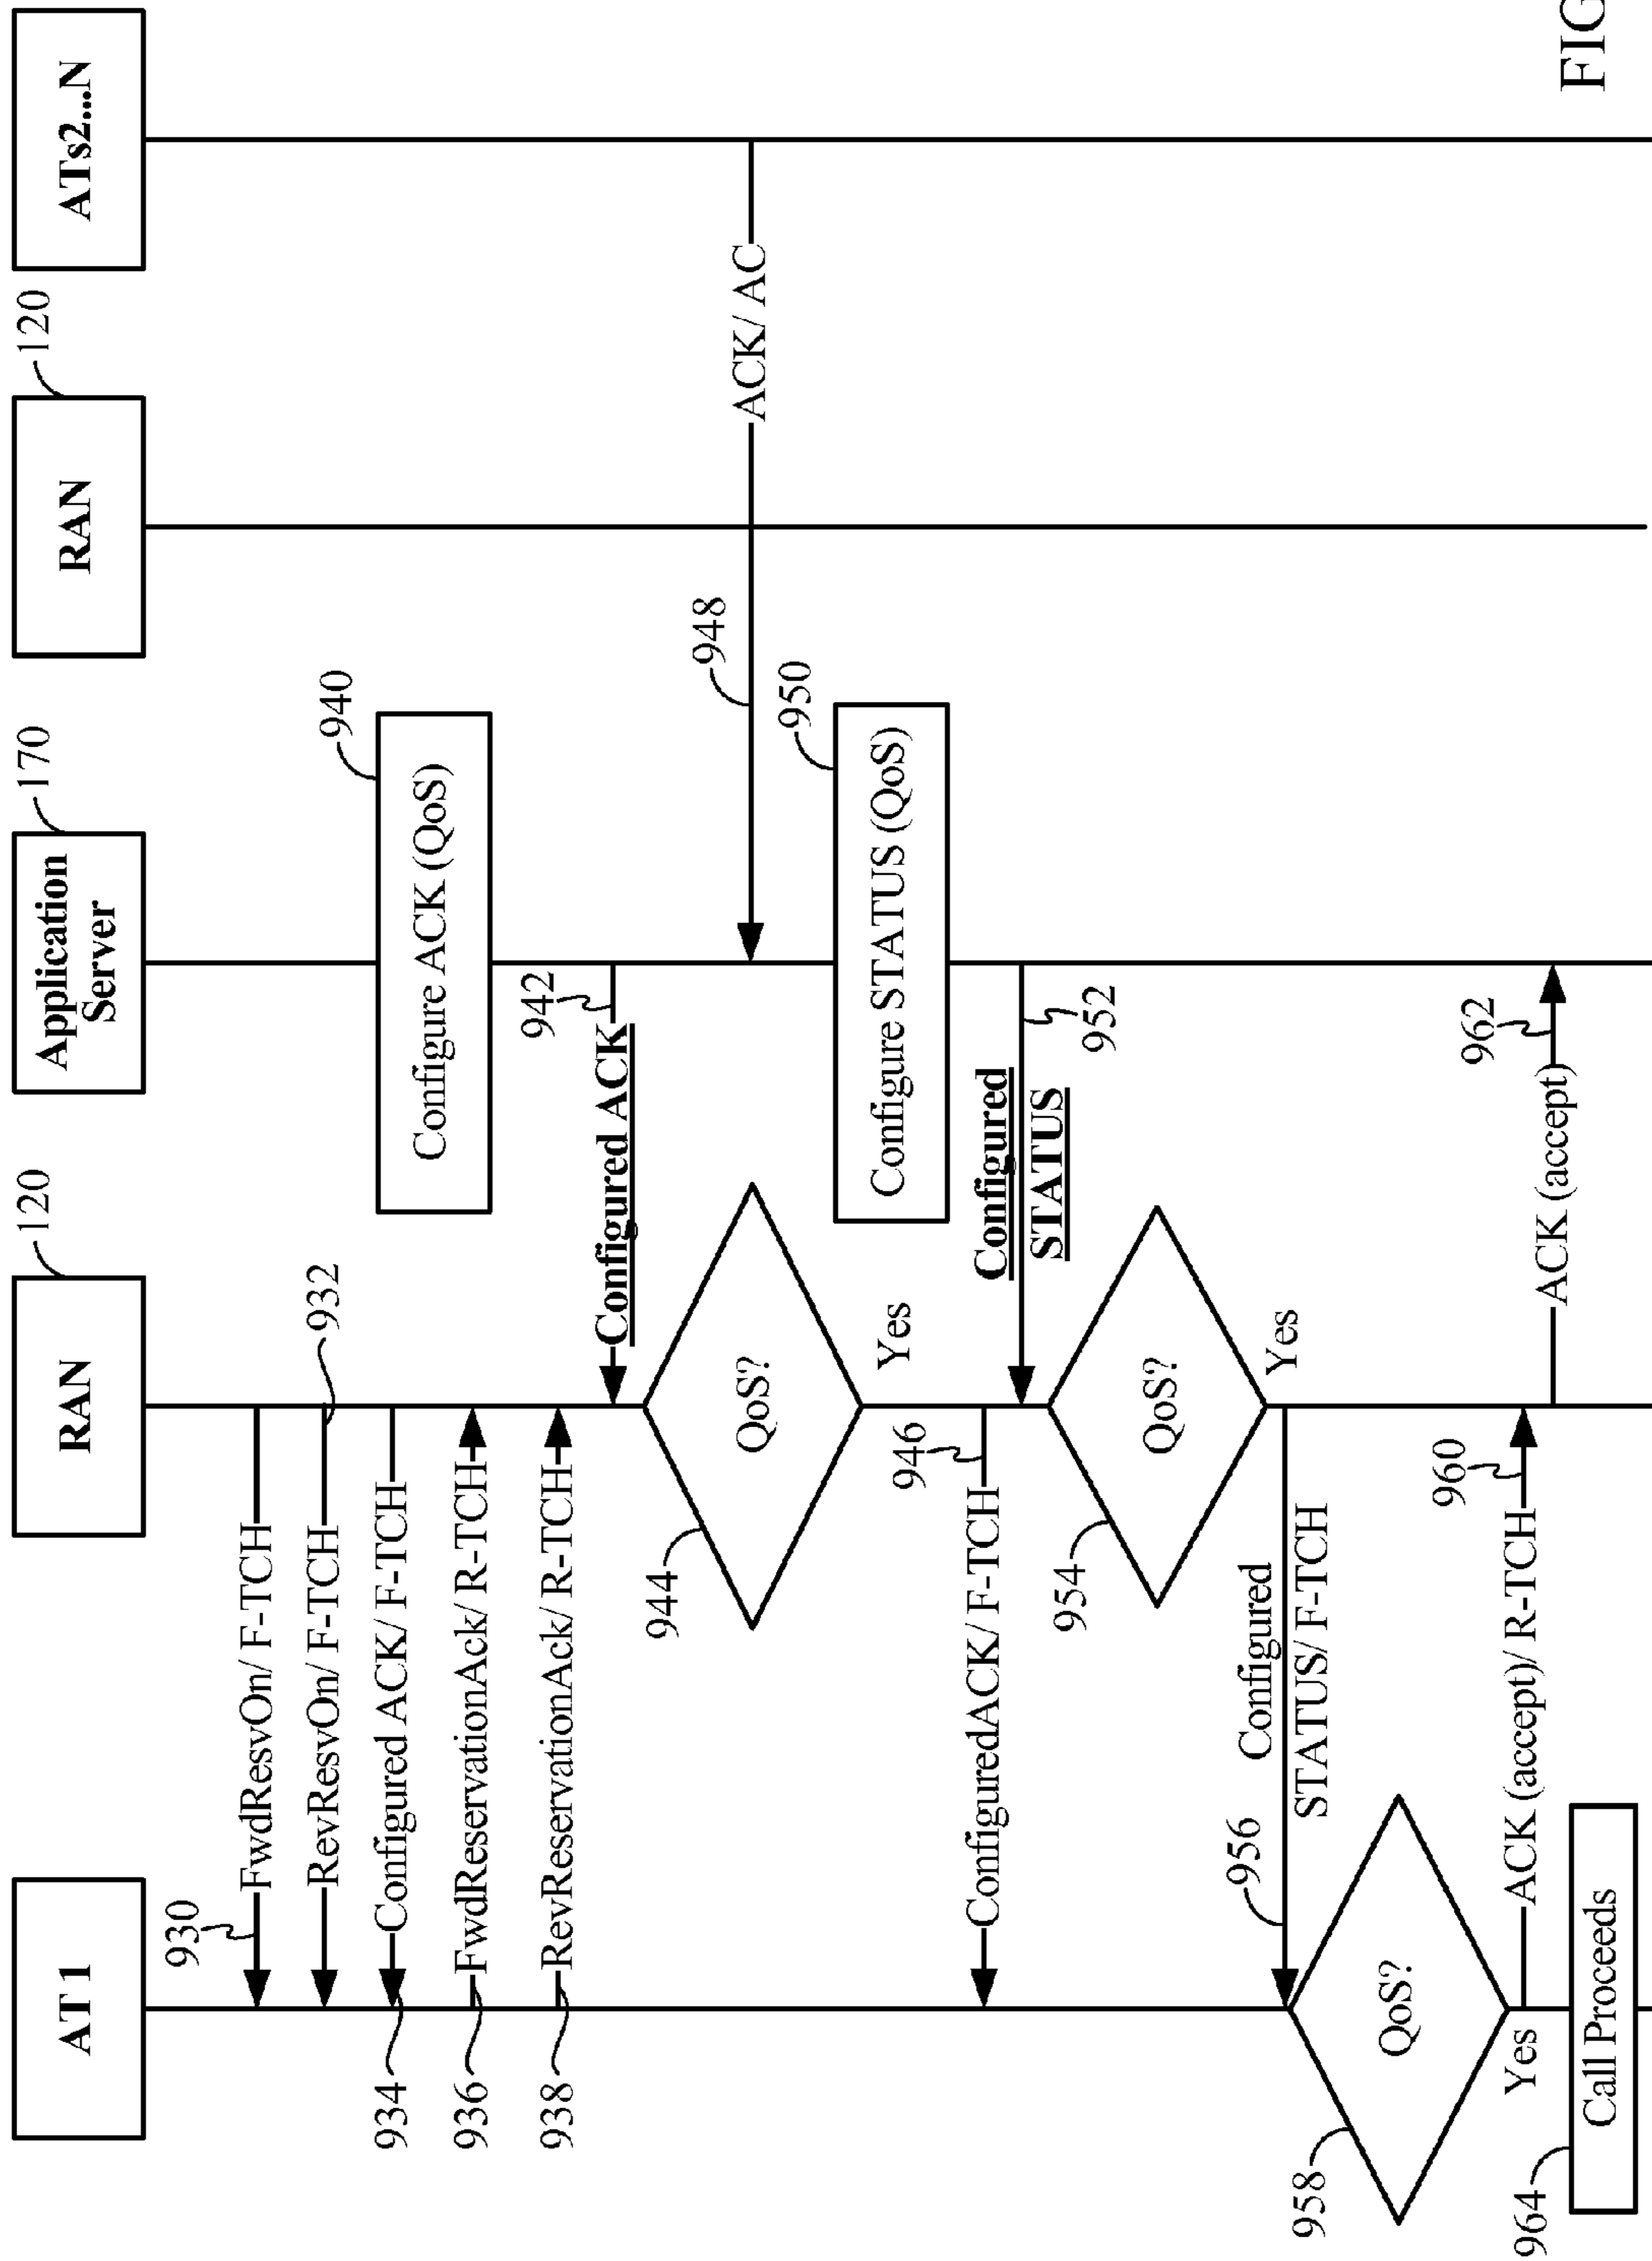 AT 1
RAN
120
Application
Server
170
RAN
120
ATs2...N
930
FwdResvOn/ F-TCH
RevResvOn/ F-TCH
932
934
Configured ACK/ F-TCH
940
Configure ACK (QoS)
936
FwdReservationAck/ R-TCH
938
RevReservationAck/ R-TCH
942
Configured ACK
944
QoS?
Yes
948
ACK/ AC
950
Configure STATUS (QoS)
946
ConfiguredACK/ F-TCH
Configured
STATUS
952
954
QoS?
Yes
956
Configured
STATUS/ F-TCH
958
QoS?
Yes
960
ACK (accept)/ R-TCH
962
ACK (accept)
964
Call Proceeds
FIG